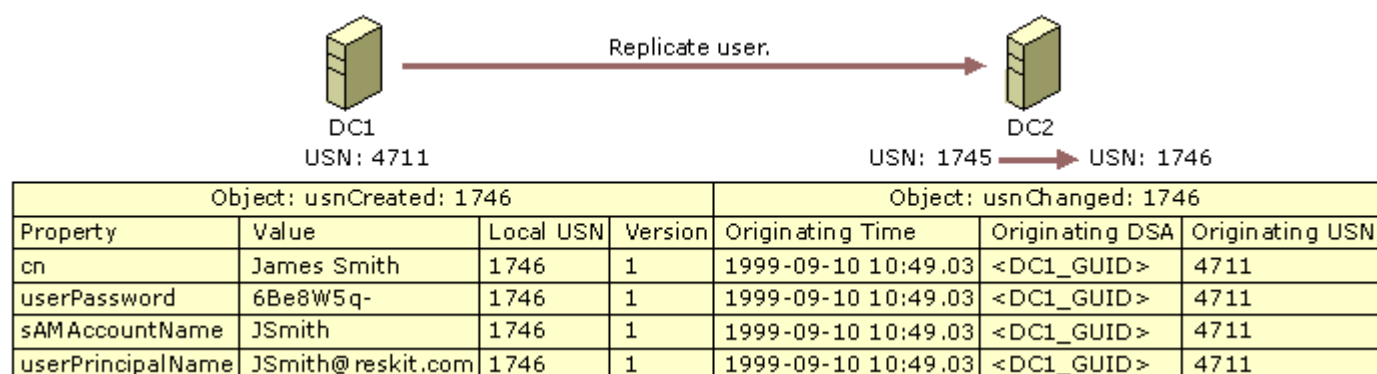 Replicate user.
DC1
DC2
USN: 4711
USN: 1745 USN: 1746
Object: usnCreated: 1746 Object: usnChanged: 1746
Property Value Local USN Version Originating Time Originating DSA Originating USN
cn James Smith 1746 1 1999-09-10 10:49.03 <DC1_GUID> 4711
userPassword 6Be8W5q- 1746 1 1999-09-10 10:49.03 <DC1_GUID> 4711
sAMAccountName JSmith 1746 1 1999-09-10 10:49.03 <DC1_GUID> 4711
userPrincipalName JSmith@reskit.com 1746 1 1999-09-10 10:49.03 <DC1_GUID> 4711